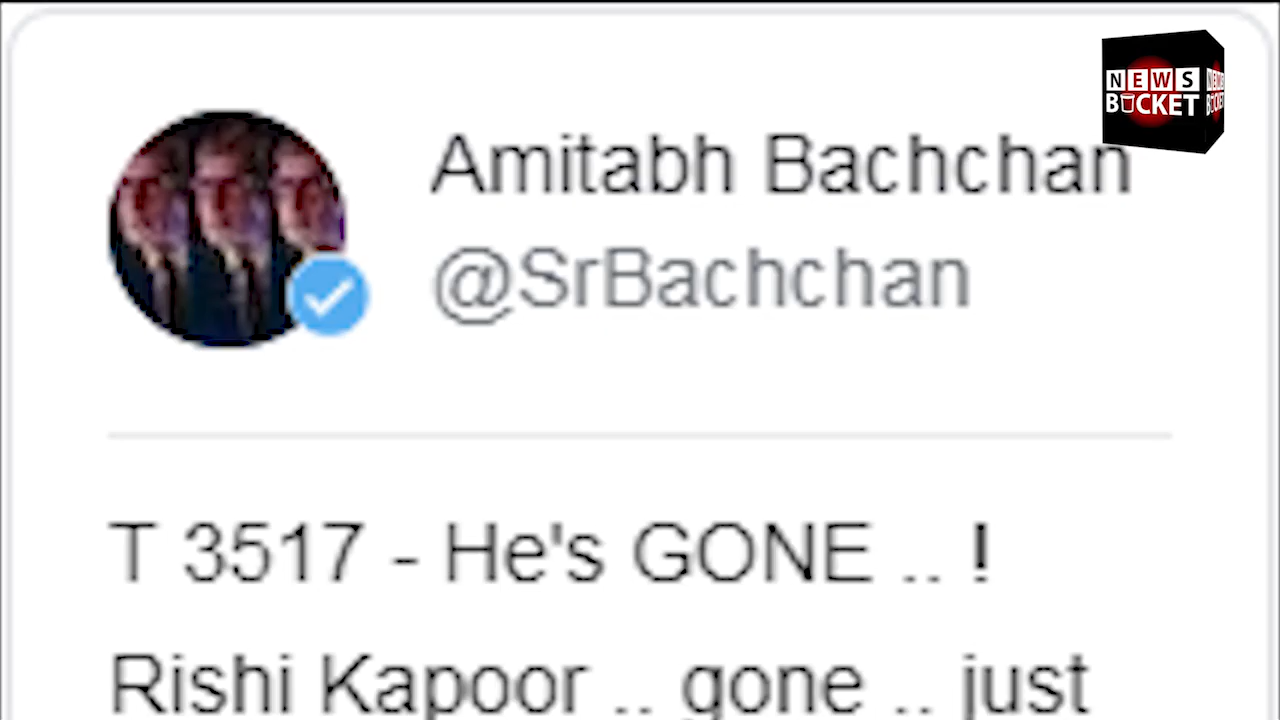 NEWS
BUCKET
Amitabh Bachchan
@SrBachchan
T 3517 - He's GONE .. !
Rishi Kapoor .. gone .. just